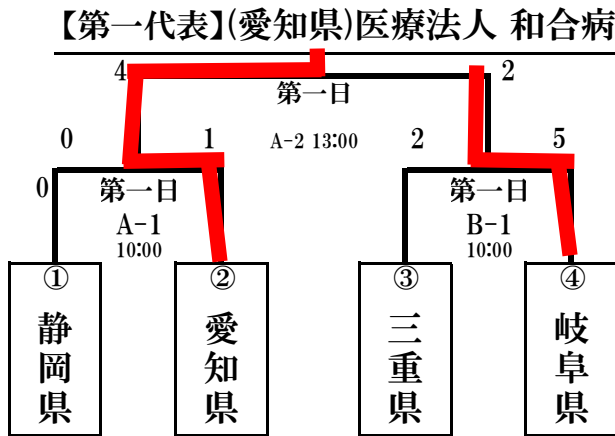 【第一代表】(愛知県)医療法人 和合病
4 2
第一日
0 1 A-2 13:00 2 5
0 第一日 第一日
A-1 B-1
10:00 10:00
① ② ③ ④
静岡県 愛知県 三重県 岐阜県